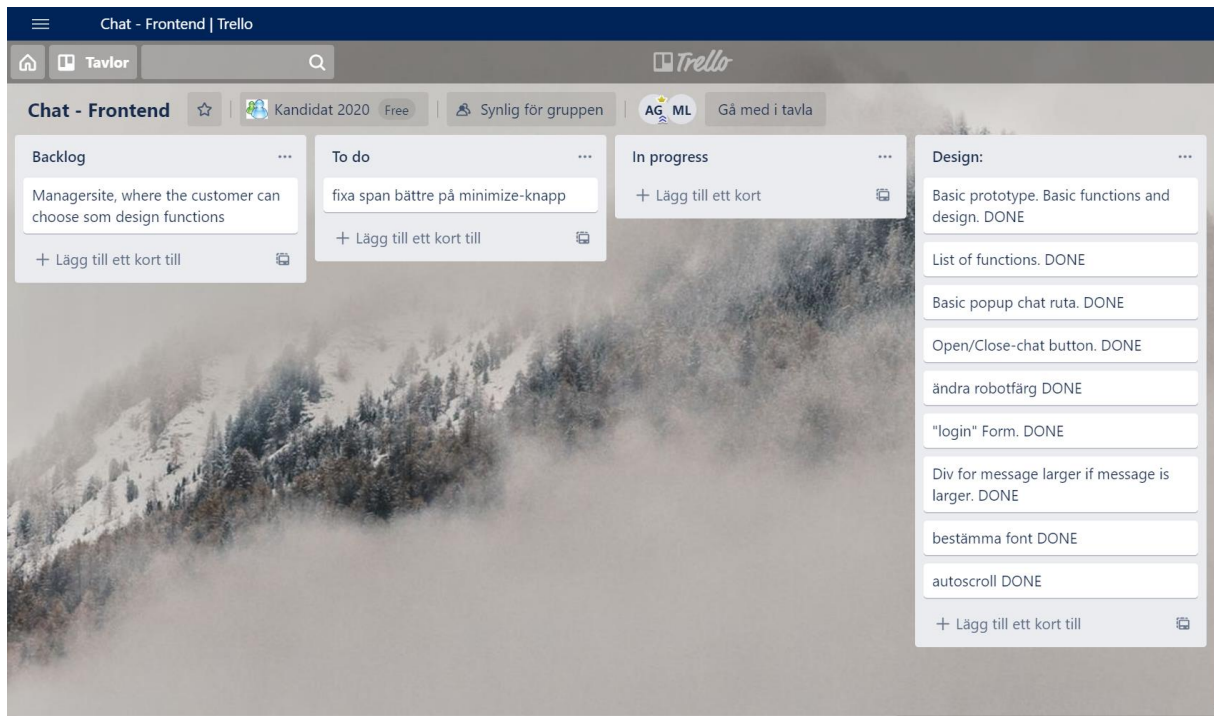 Chat - Frontend | Trello
Tavlor
Trello
Chat - Frontend
Kandidat 2020 Free
Synlig för gruppen
AG ML
Gå med i tavla
Backlog
Managersite, where the customer can
choose som design functions
+ Lägg till ett kort till
To do
fixa span bättre på minimize-knapp
+ Lägg till ett kort till
In progress
+ Lägg till ett kort
Design:
Basic prototype. Basic functions and
design. DONE
List of functions. DONE
Basic popup chat ruta. DONE
Open/Close-chat button. DONE
ändra robotfärg DONE
"login" Form. DONE
Div for message larger if message is
larger. DONE
bestämma font DONE
autoscroll DONE
+ Lägg till ett kort till